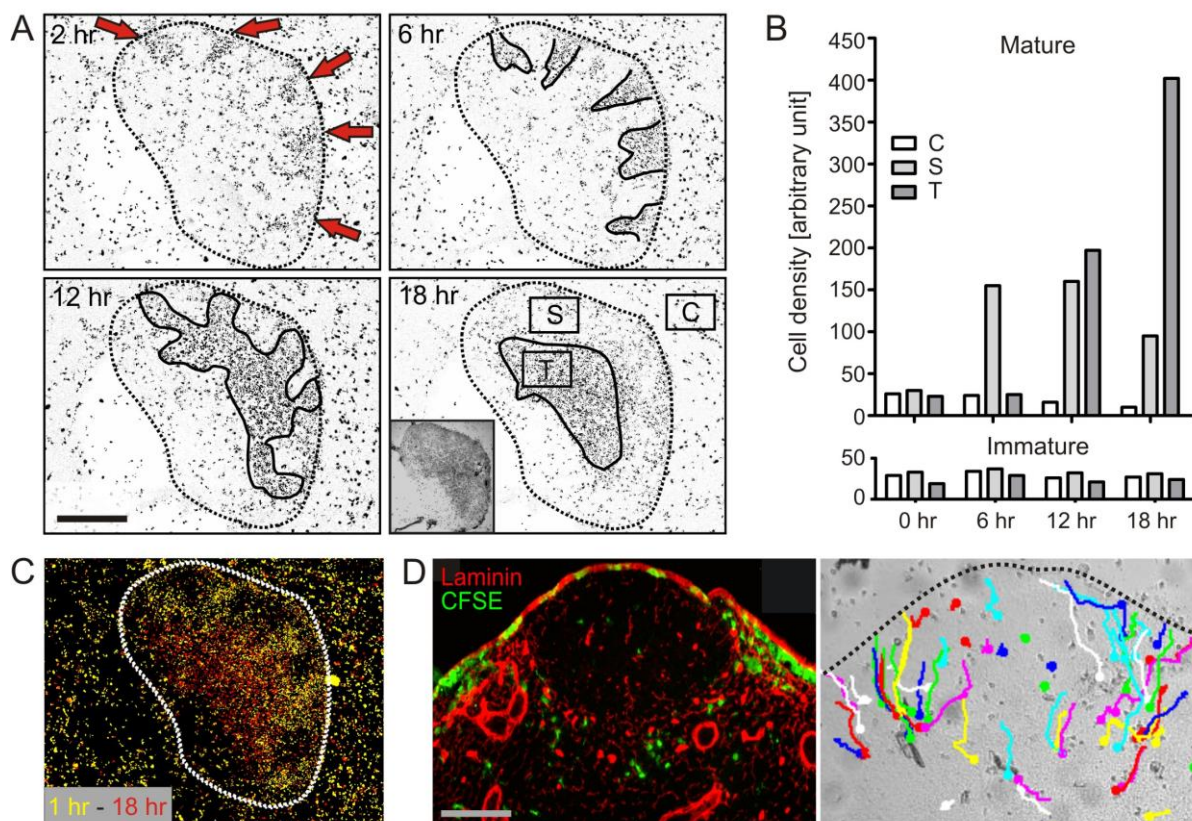 A
2 hr
6 hr
12 hr
18 hr
S
C
T
B
Mature
Cell density [arbitrary unit]
450
400
350
300
250
200
150
100
50
0
C
S
T
Immature
50
0
0 hr
6 hr
12 hr
18 hr
C
1 hr - 18 hr
D
Laminin
CFSE